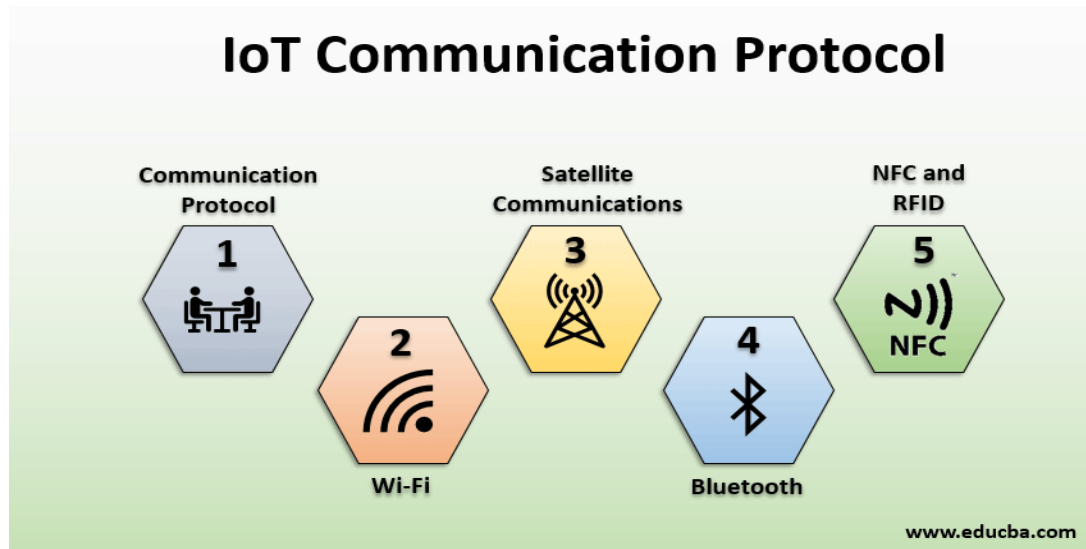 IoT Communication Protocol
Communication
Protocol
1
2
Wi-Fi
Satellite
Communications
3
4
Bluetooth
NFC and
RFID
5
NFC
www.educba.com